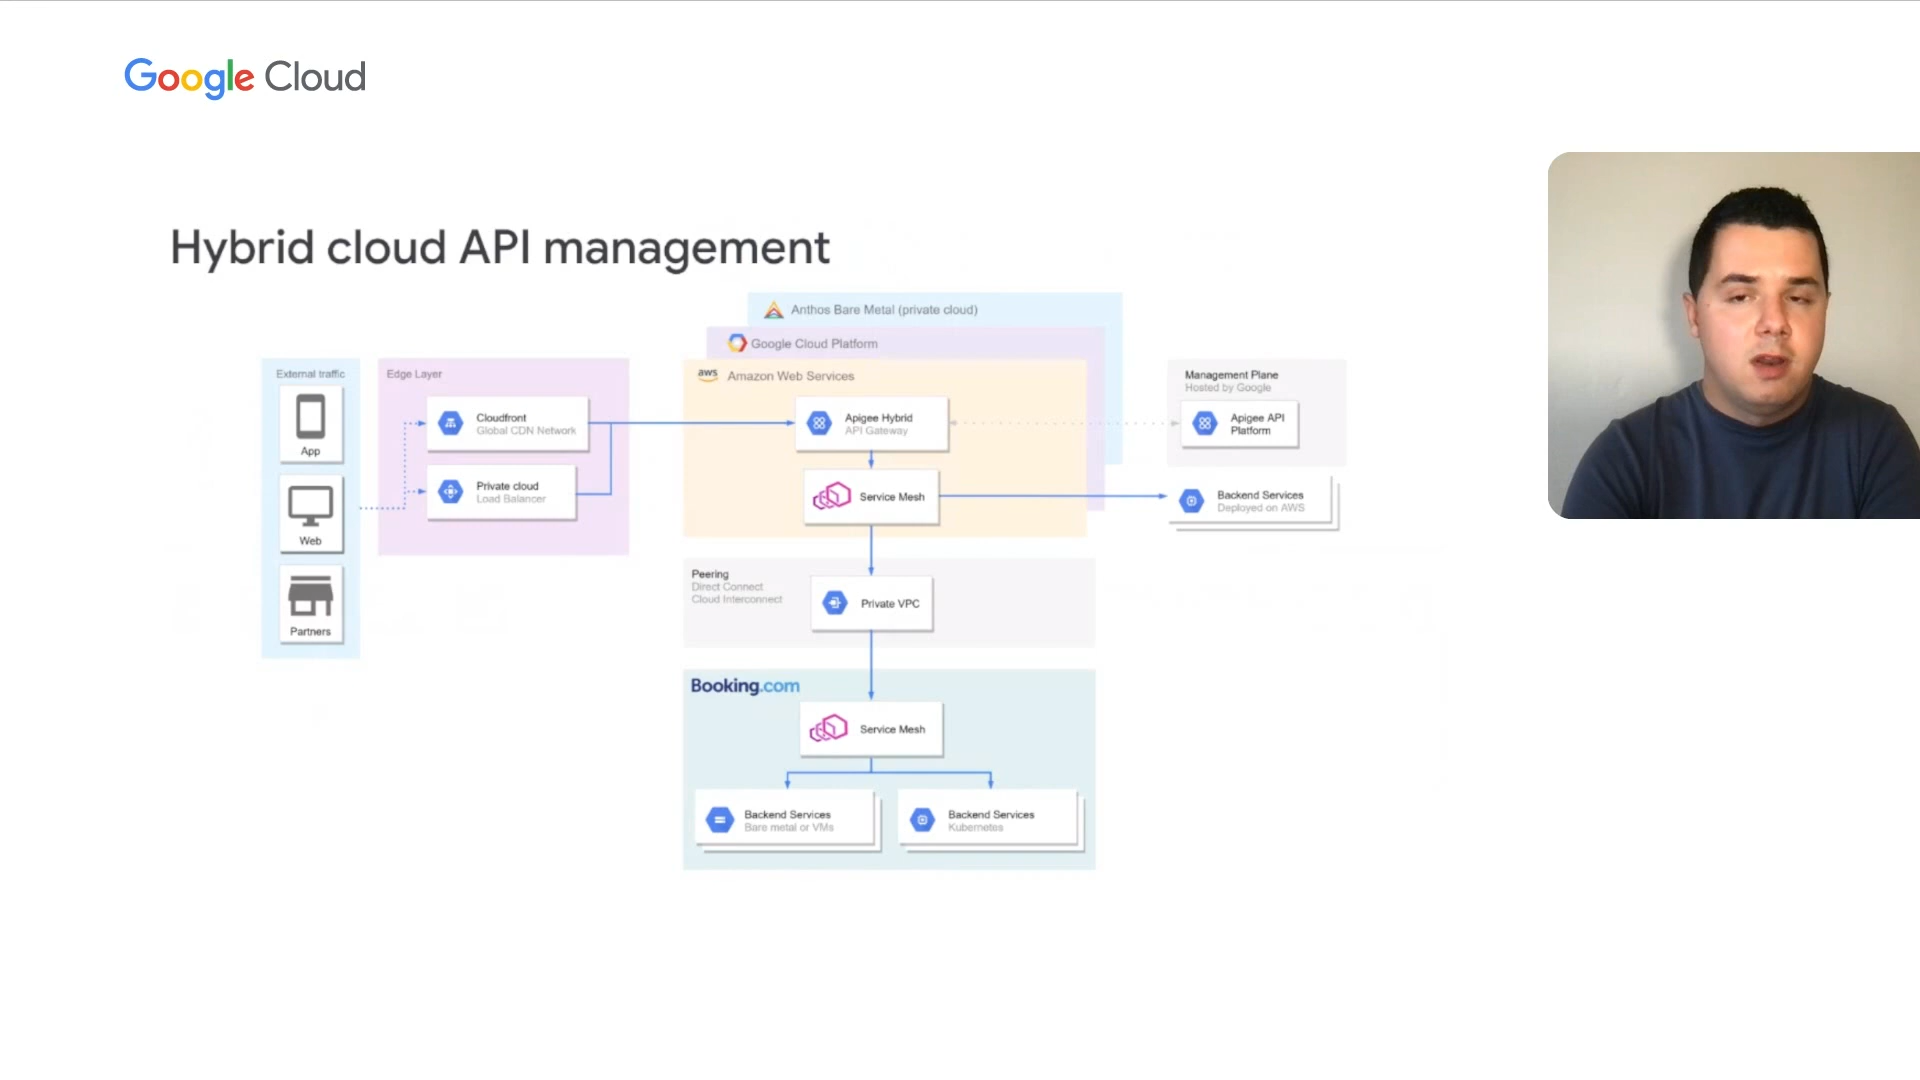 Google Cloud
Hybrid cloud API management
Anthos Bare Metal (private cloud)
Google Cloud Platform
aws Amazon Web Services
External traffic
App
Web
Partners
Edge Layer
Cloudfront
Global CDN Network
Private cloud
Load Balancer
Apigee Hybrid
API Gateway
Service Mesh
Management Plane
Hosted by Google
Apigee API
Platform
Backend Services
Deployed on AWS
Peering
Direct Connect
Cloud Interconnect
Private VPC
Booking.com
Service Mesh
Backend Services
Bare metal or VMs
Backend Services
Kubernetes